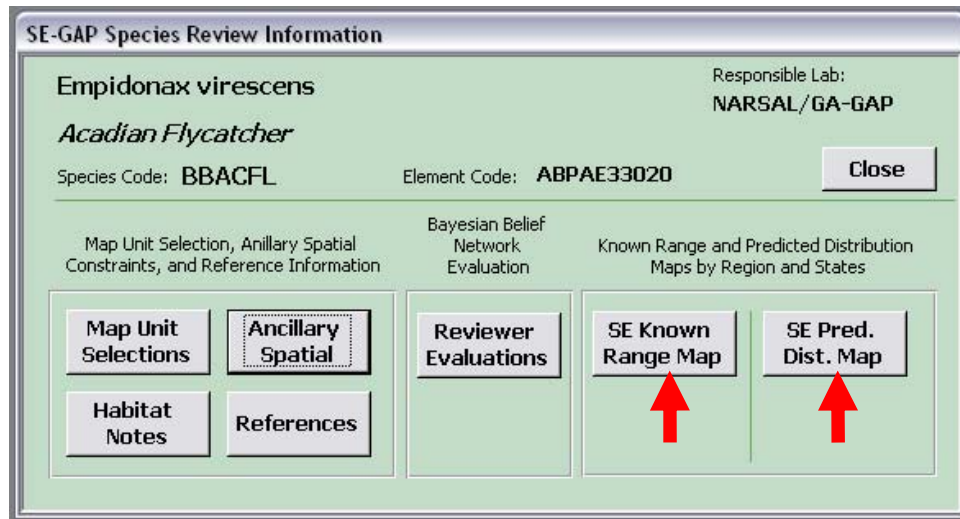 SE-GAP Species Review Information
Empidonax virescens
Responsible Lab:
NARSAL/GA-GAP
Acadian Flycatcher
Species Code: BBACFL
Element Code: ABPAE33020
Close
Map Unit Selection, Anillary Spatial
Constraints, and Reference Information
Bayesian Belief
Network
Evaluation
Known Range and Predicted Distribution
Maps by Region and States
Map Unit
Selections
Ancillary
Spatial
Reviewer
Evaluations
SE Known
Range Map
SE Pred.
Dist. Map
Habitat
Notes
References